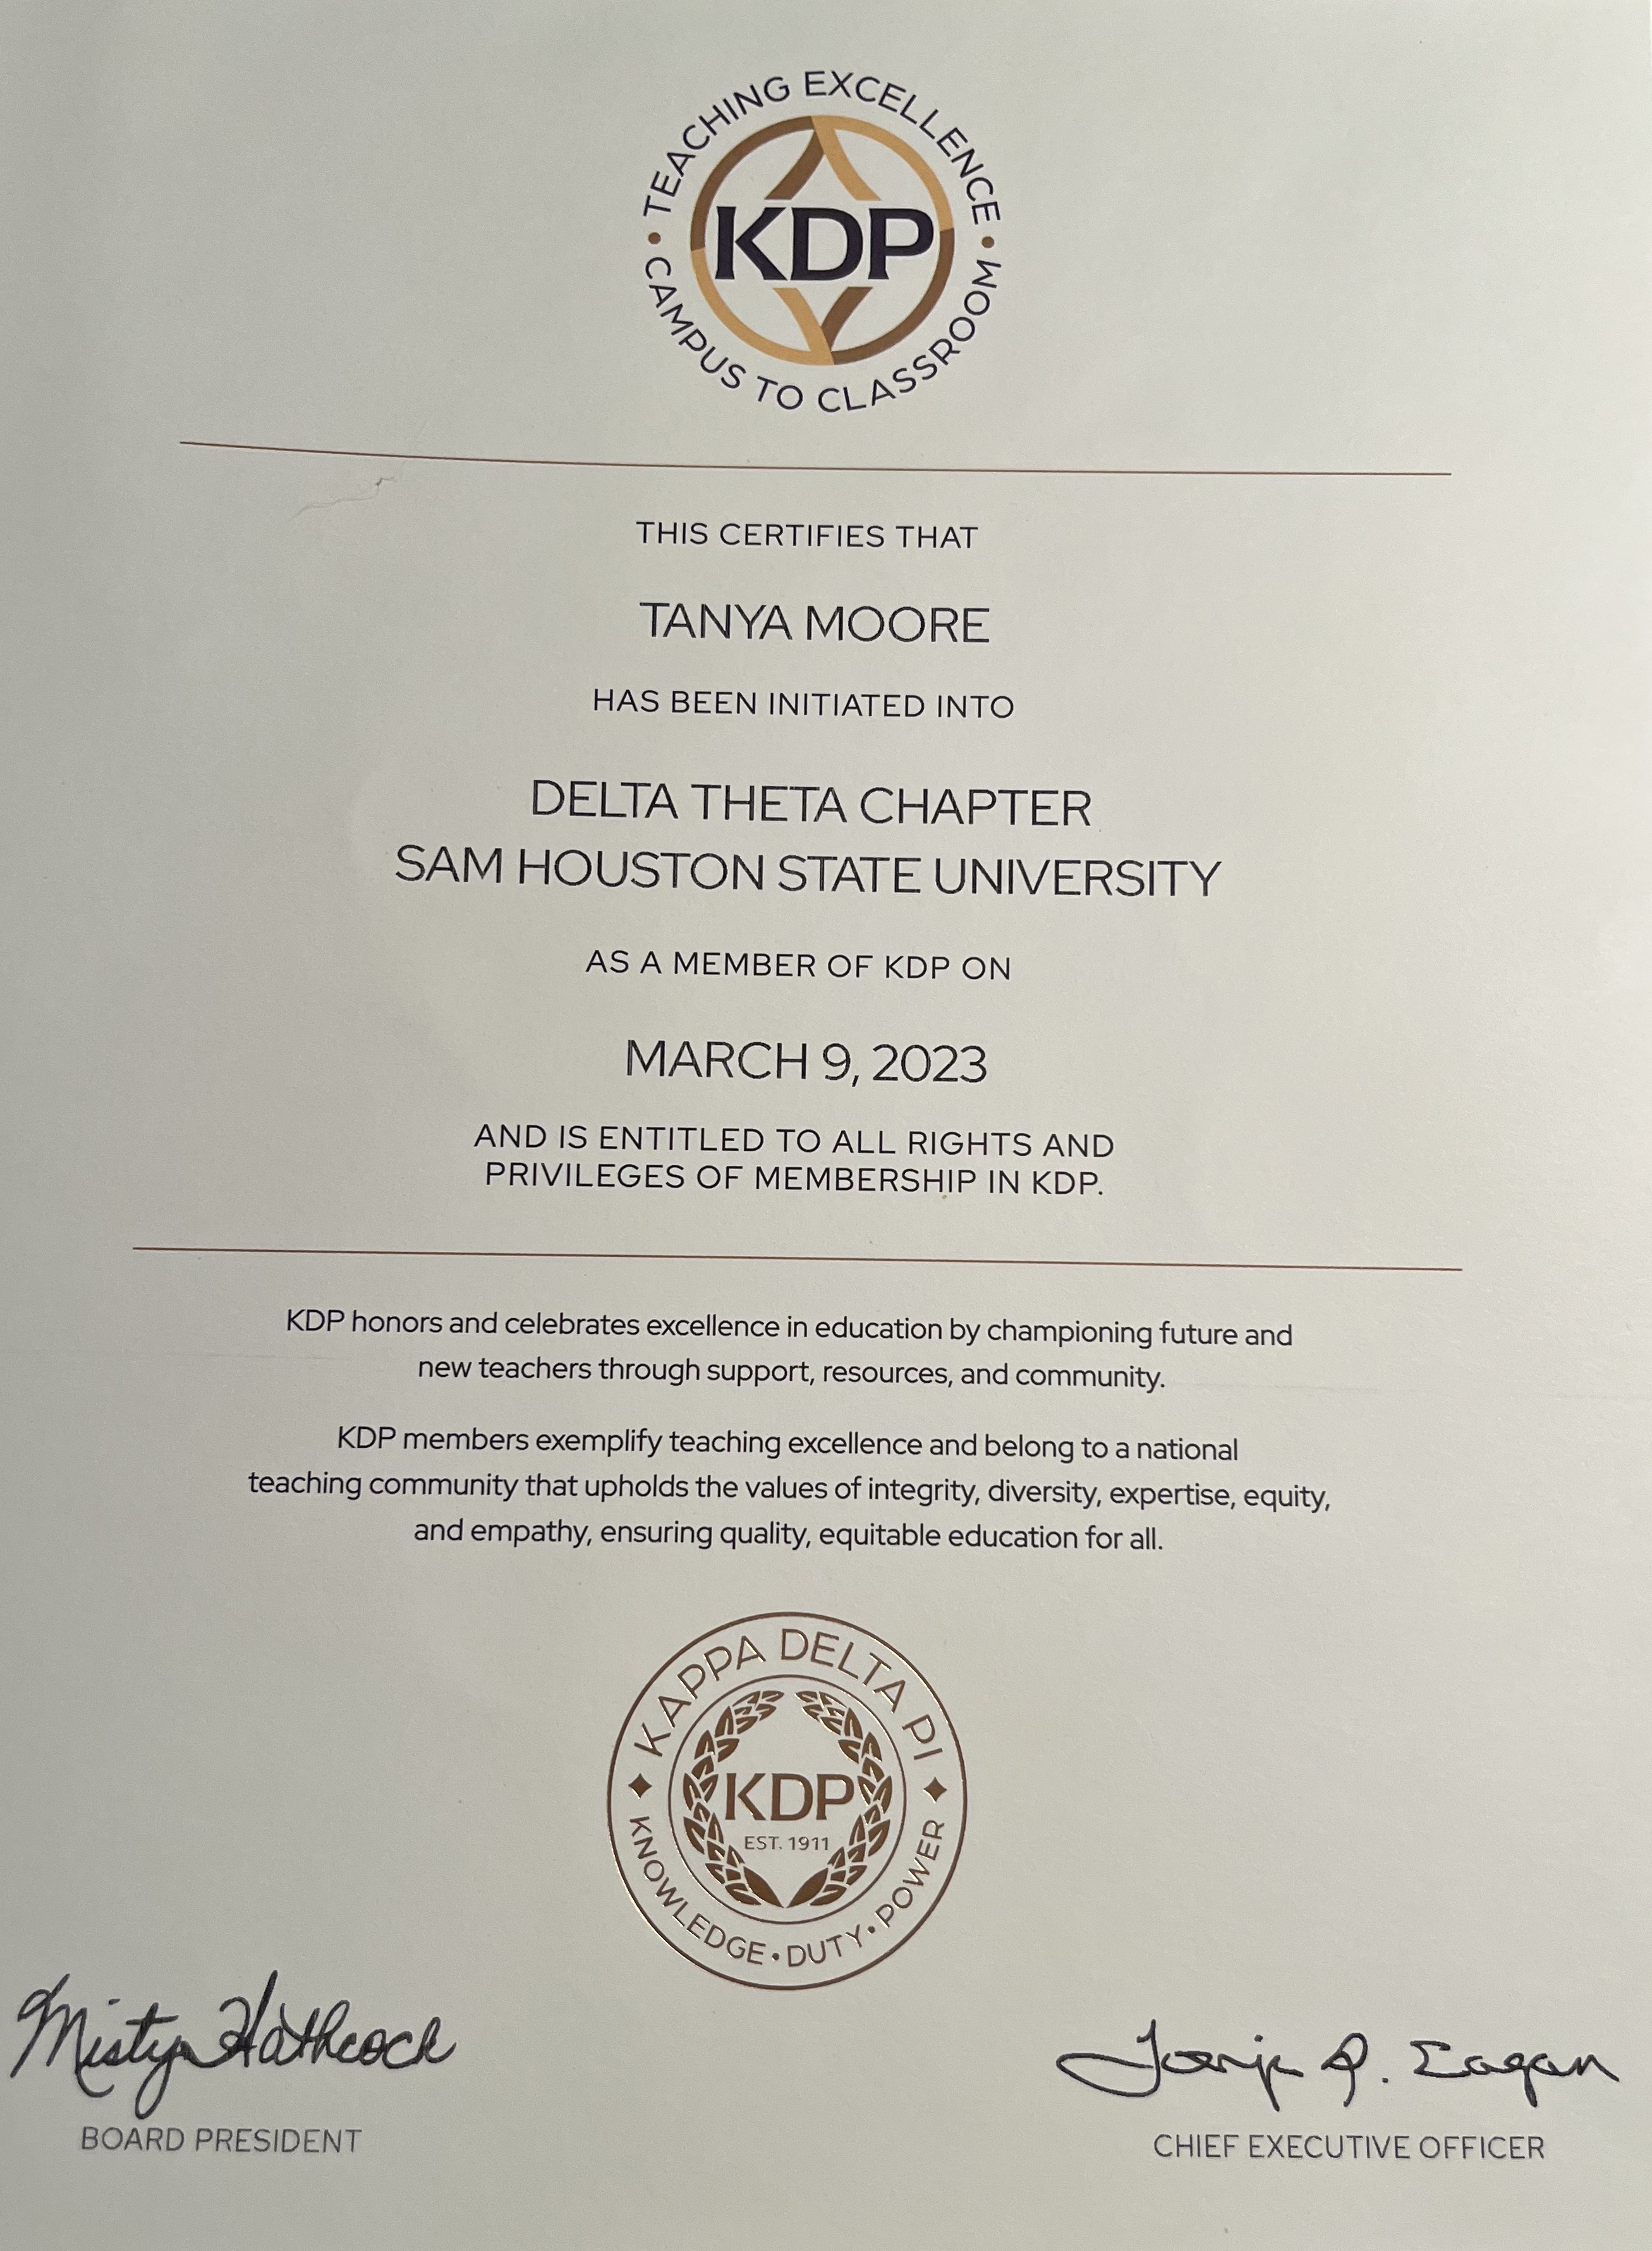 TEACHING EXCELLENCE
KDP
CAMPUS TO CLASSROOM
THIS CERTIFIES THAT
TANYA MOORE
HAS BEEN INITIATED INTO
DELTA THETA CHAPTER
SAM HOUSTON STATE UNIVERSITY
AS A MEMBER OF KDP ON
MARCH 9, 2023
AND IS ENTITLED TO ALL RIGHTS AND
PRIVILEGES OF MEMBERSHIP IN KDP.
KDP honors and celebrates excellence in education by championing future and
new teachers through support, resources, and community.
KDP members exemplify teaching excellence and belong to a national
teaching community that upholds the values of integrity, diversity, expertise, equity,
and empathy, ensuring quality, equitable education for all.
KAPPA DELTA PI
KDP
EST. 1911
KNOWLEDGE • DUTY • POWER
Misty Hathcock
BOARD PRESIDENT
Tonja P. Eagan
CHIEF EXECUTIVE OFFICER